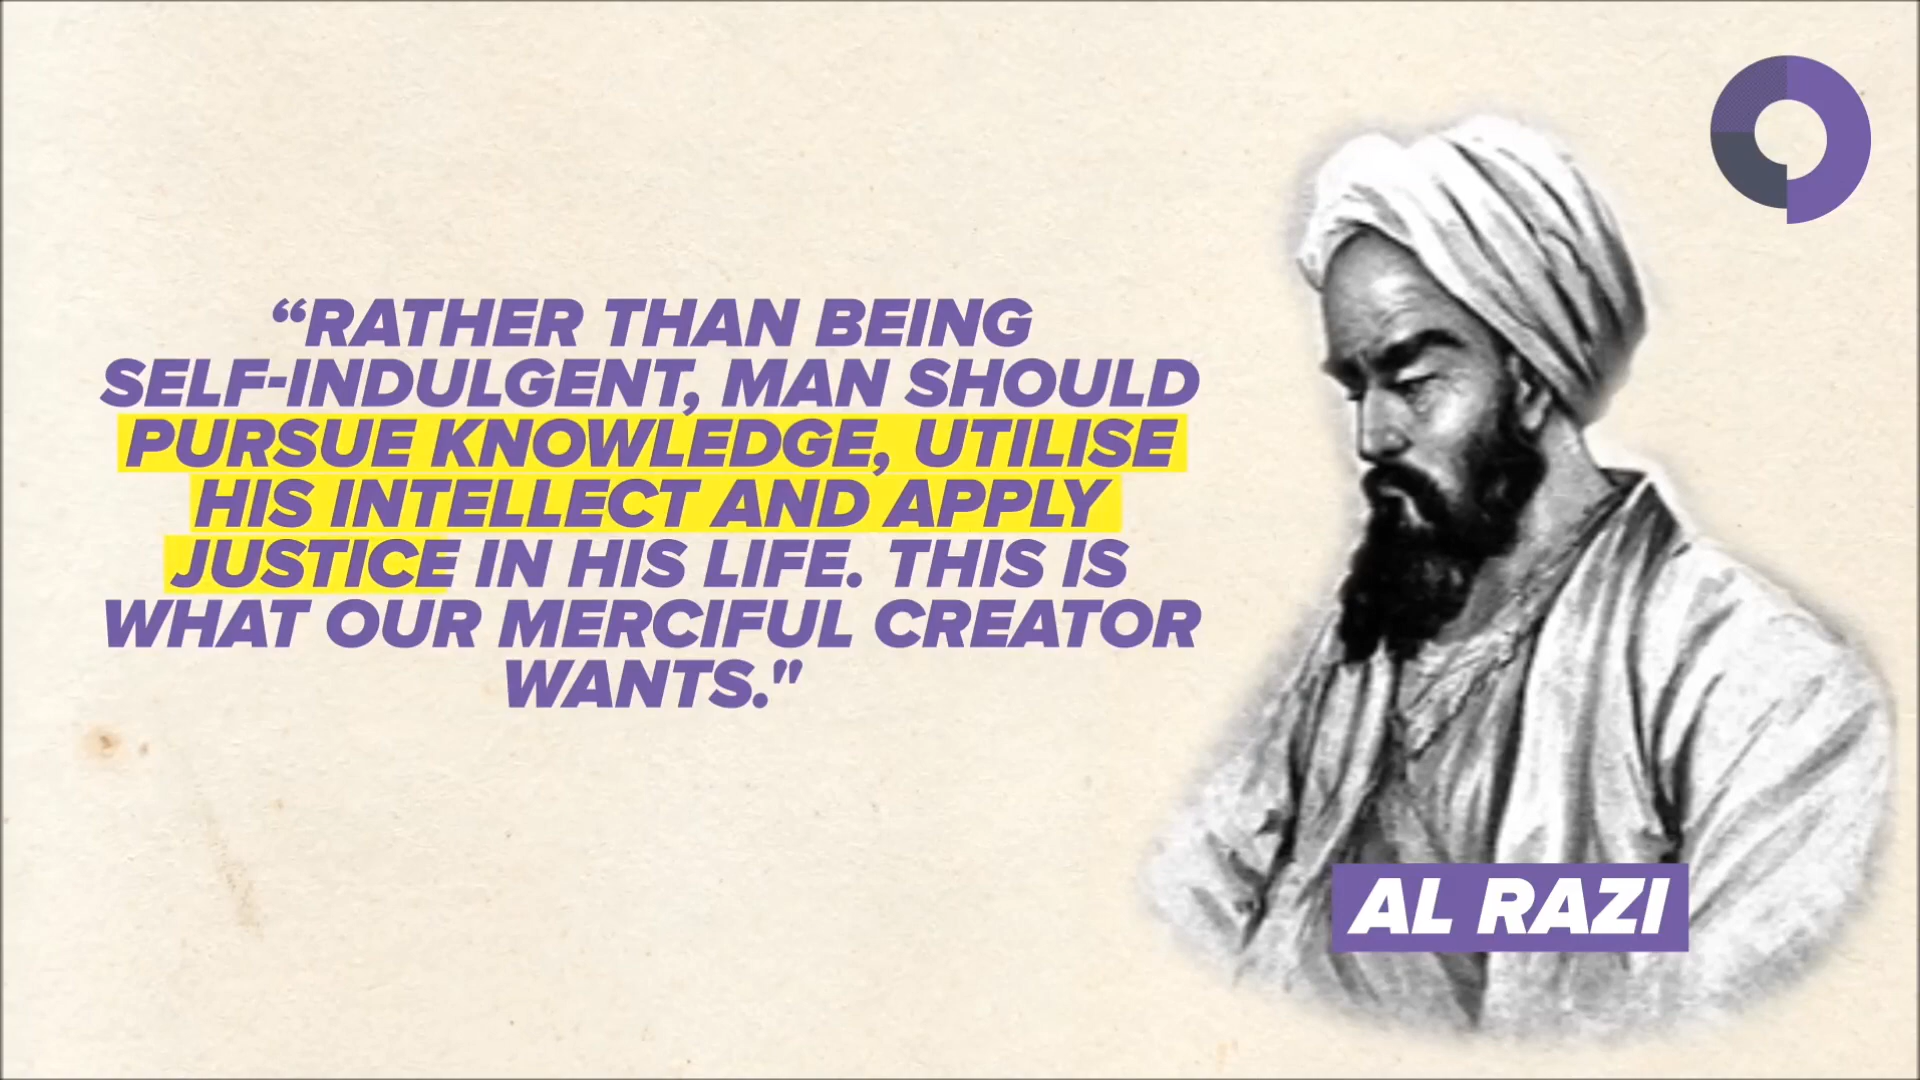 “RATHER THAN BEING
SELF-INDULGENT, MAN SHOULD
PURSUE KNOWLEDGE, UTILISE
HIS INTELLECT AND APPLY
JUSTICE IN HIS LIFE. THIS IS
WHAT OUR MERCIFUL CREATOR
WANTS."
AL RAZI